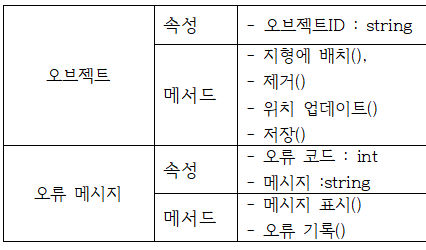 오브젝트
속성
- 오브젝트ID : string
메서드
- 지형에 배치(),
- 제거()
- 위치 업데이트()
- 저장()
오류 메시지
속성
- 오류 코드 : int
- 메시지 :string
메서드
- 메시지 표시()
- 오류 기록()